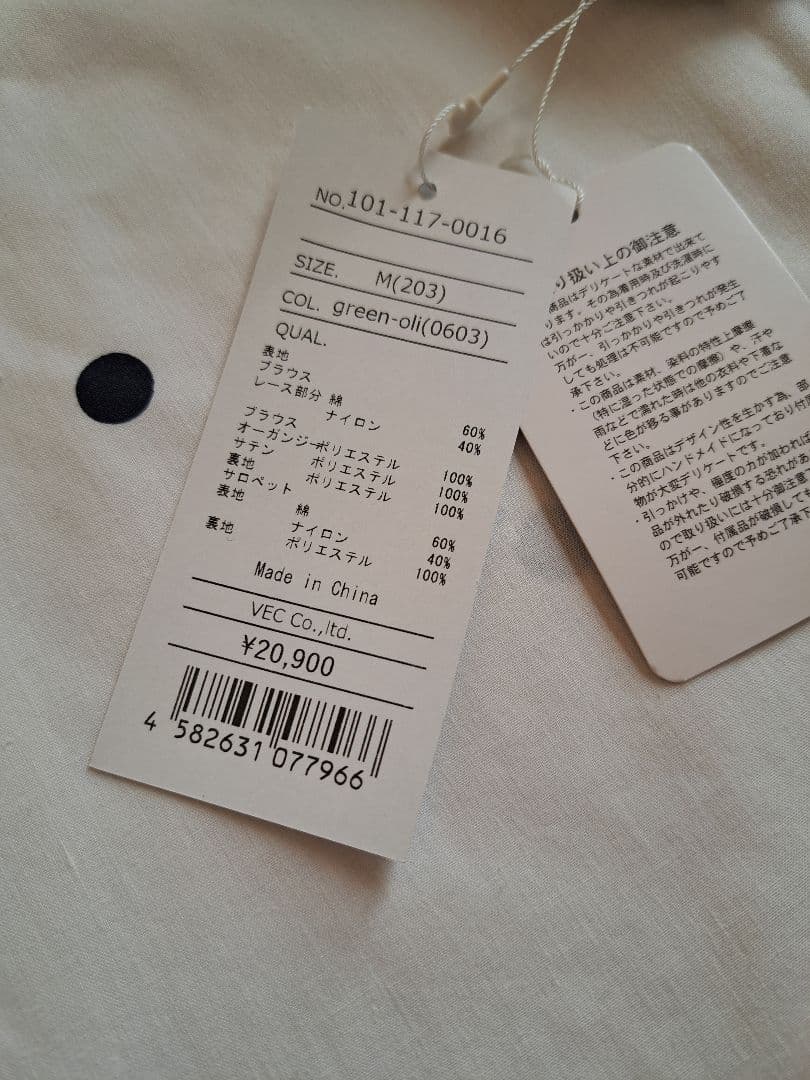 NO.101-117-0016
SIZE. M(203)
COL. green-oli(0603)
QUAL.
表地
ブラウス
レース部分 綿 60%
ナイロン 40%
ブラウス
オーガンジーポリエステル 100%
サテン ポリエステル 100%
裏地 ポリエステル 100%
サロペット
表地 綿 60%
ナイロン 40%
裏地 ポリエステル 100%
Made in China
VEC Co.,ltd.
¥20,900
4 582631 077966
り扱い上の御注意
商品はデリケートな素材で出来て
ります。その為着用時及び洗濯時に
は引っかかりや引きつれが起こりやす
いので十分ご注意下さい。
万が一、引っかかりや引きつれが発生
しても処理は不可能ですので予めご了
承下さい。
・この商品は素材、染料の特性上摩擦
（特に湿った状態での摩擦）や、汗や
雨などで濡れた時は他の衣料や下着な
どに色が移る事がありますのでご注意
下さい。
・この商品はデザイン性を生かす為、部
分的にハンドメイドになっており付属
物が大変デリケートです。
・引っかけや、極度の力が加われば
品が外れたり破損する恐れがあ
ので取り扱いには十分御注意下
万が一、付属品が破損しても
可能ですので予めご了承下